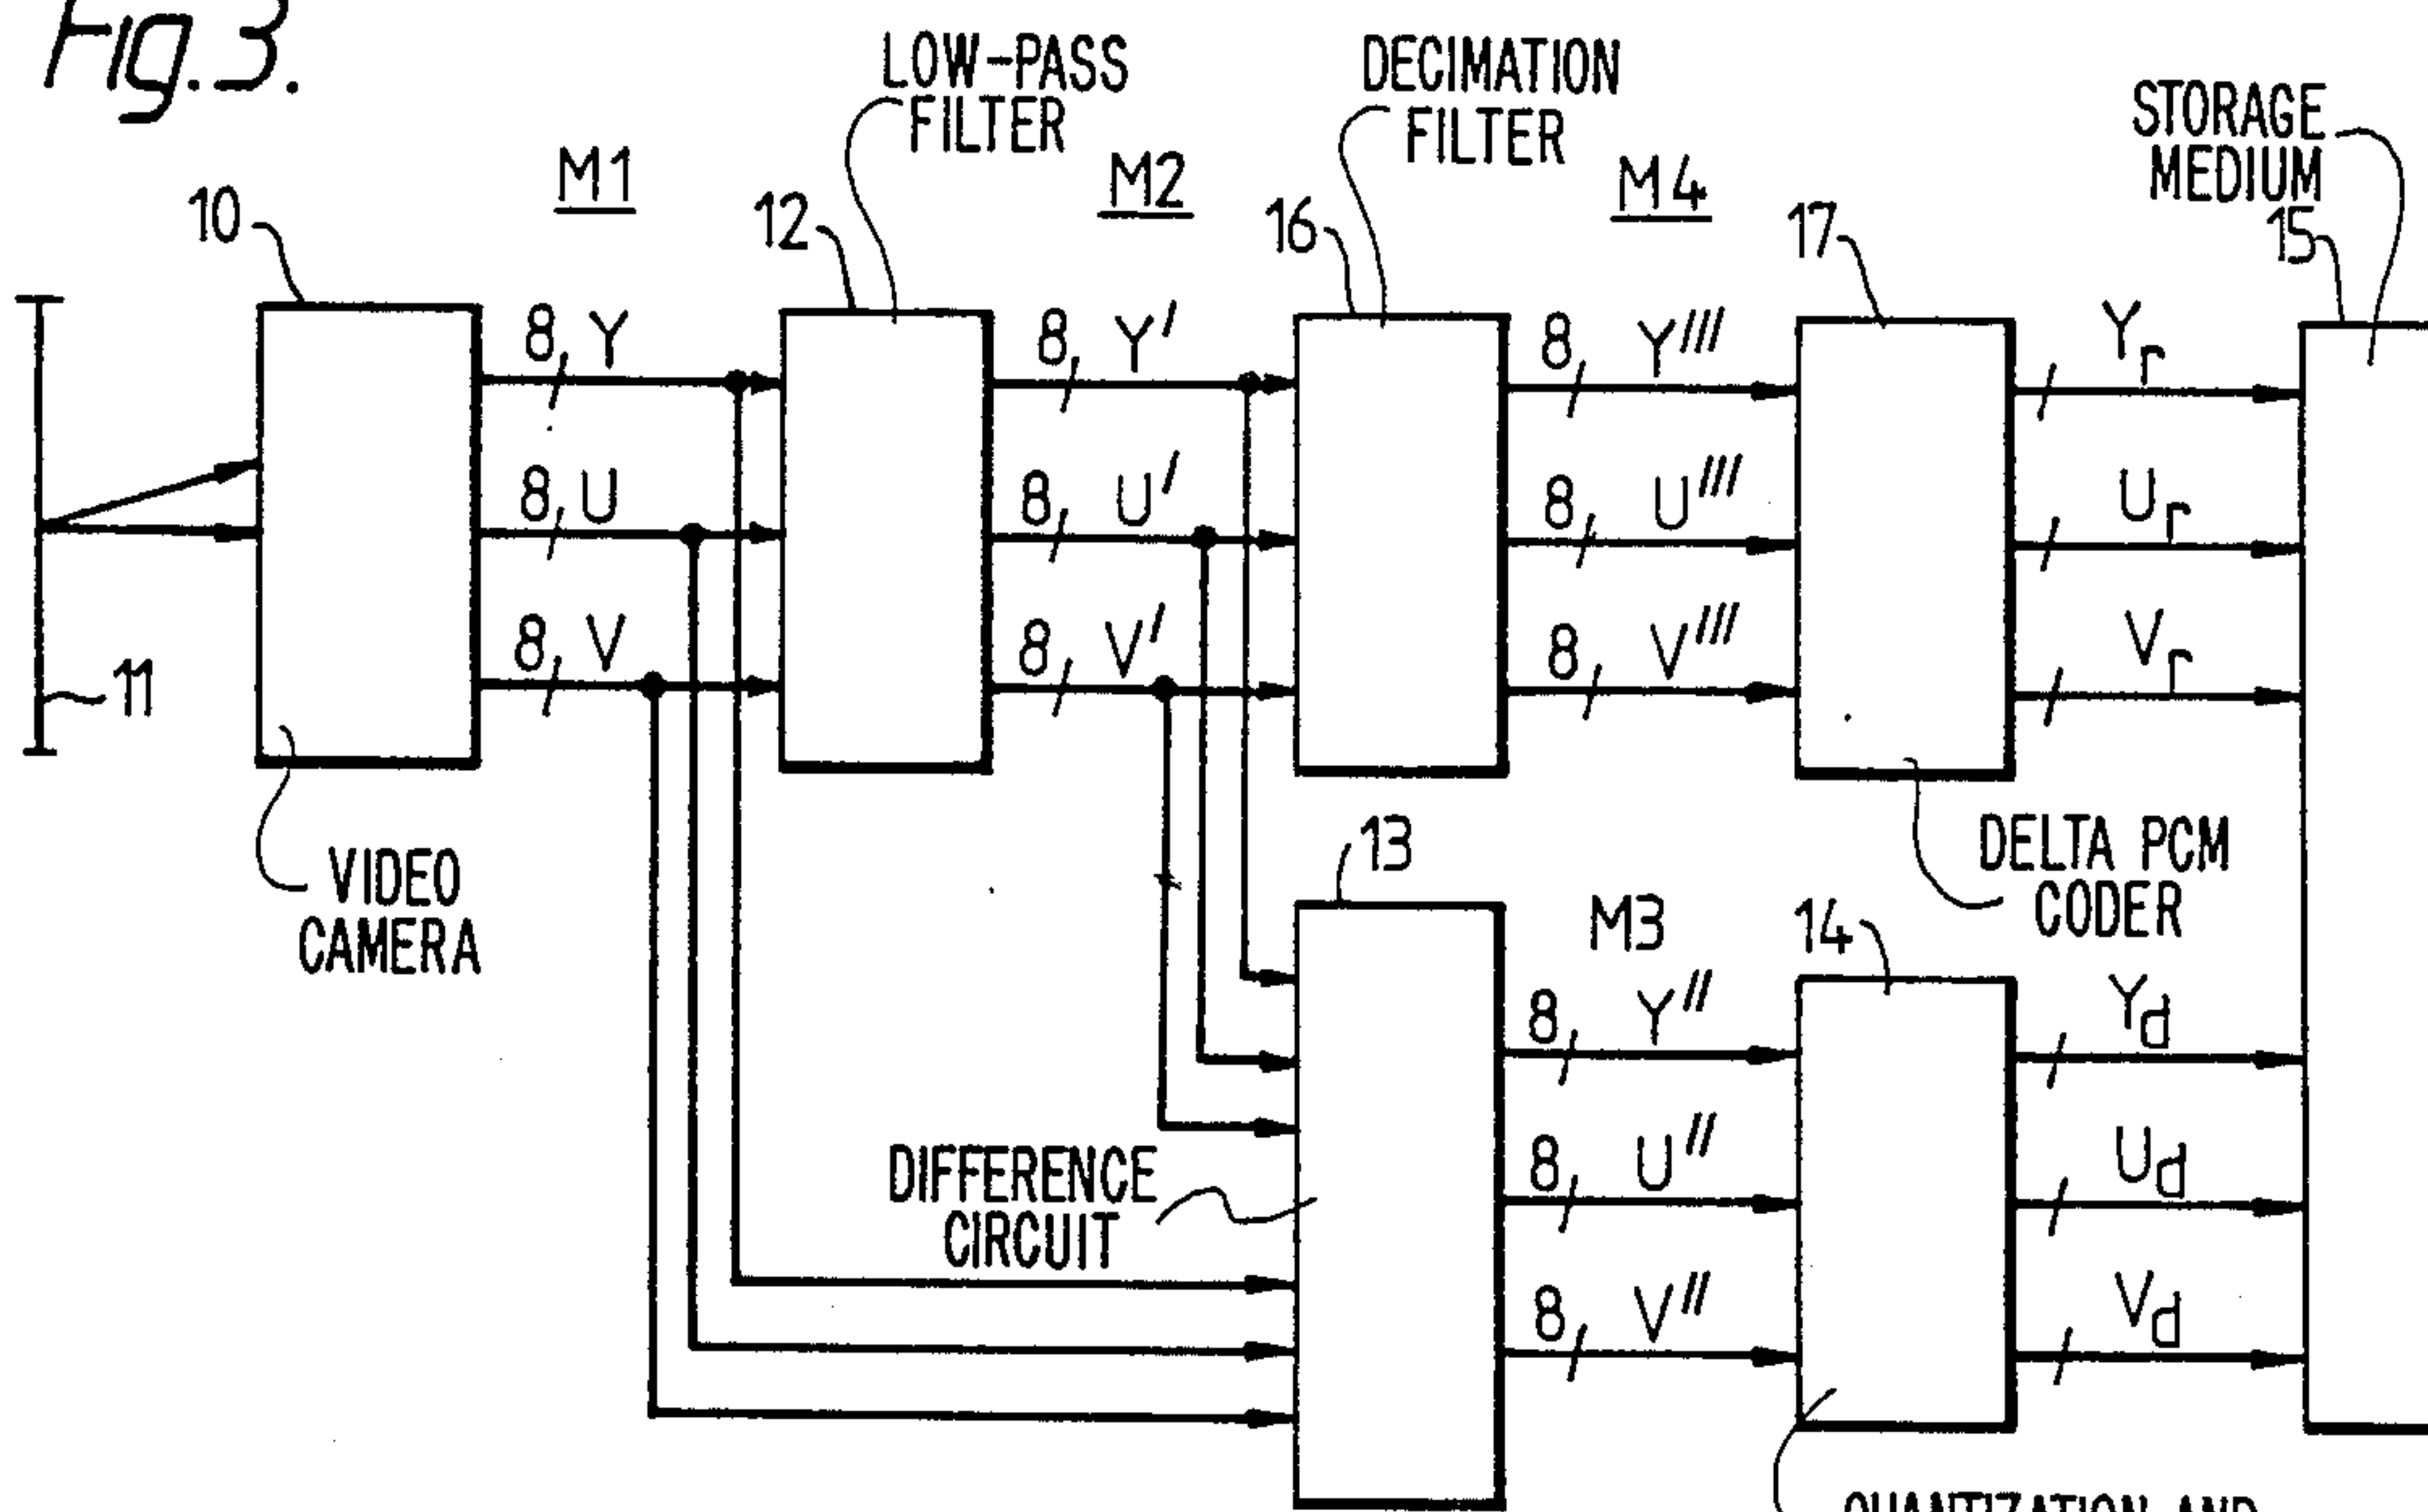 Fig. 3.
LOW-PASS
FILTER
DECIMATION
FILTER
STORAGE
MEDIUM
M1
M2
M4
10
12
16
17
15
8, Y
8, Y′
8, Y‴
Yr
8, U
8, U′
8, U‴
Ur
8, V
8, V′
8, V‴
Vr
11
VIDEO
CAMERA
13
DELTA PCM
CODER
M3
14
8, Y″
Yd
DIFFERENCE
CIRCUIT
8, U″
Ud
8, V″
Vd
QUANTIZATION AND